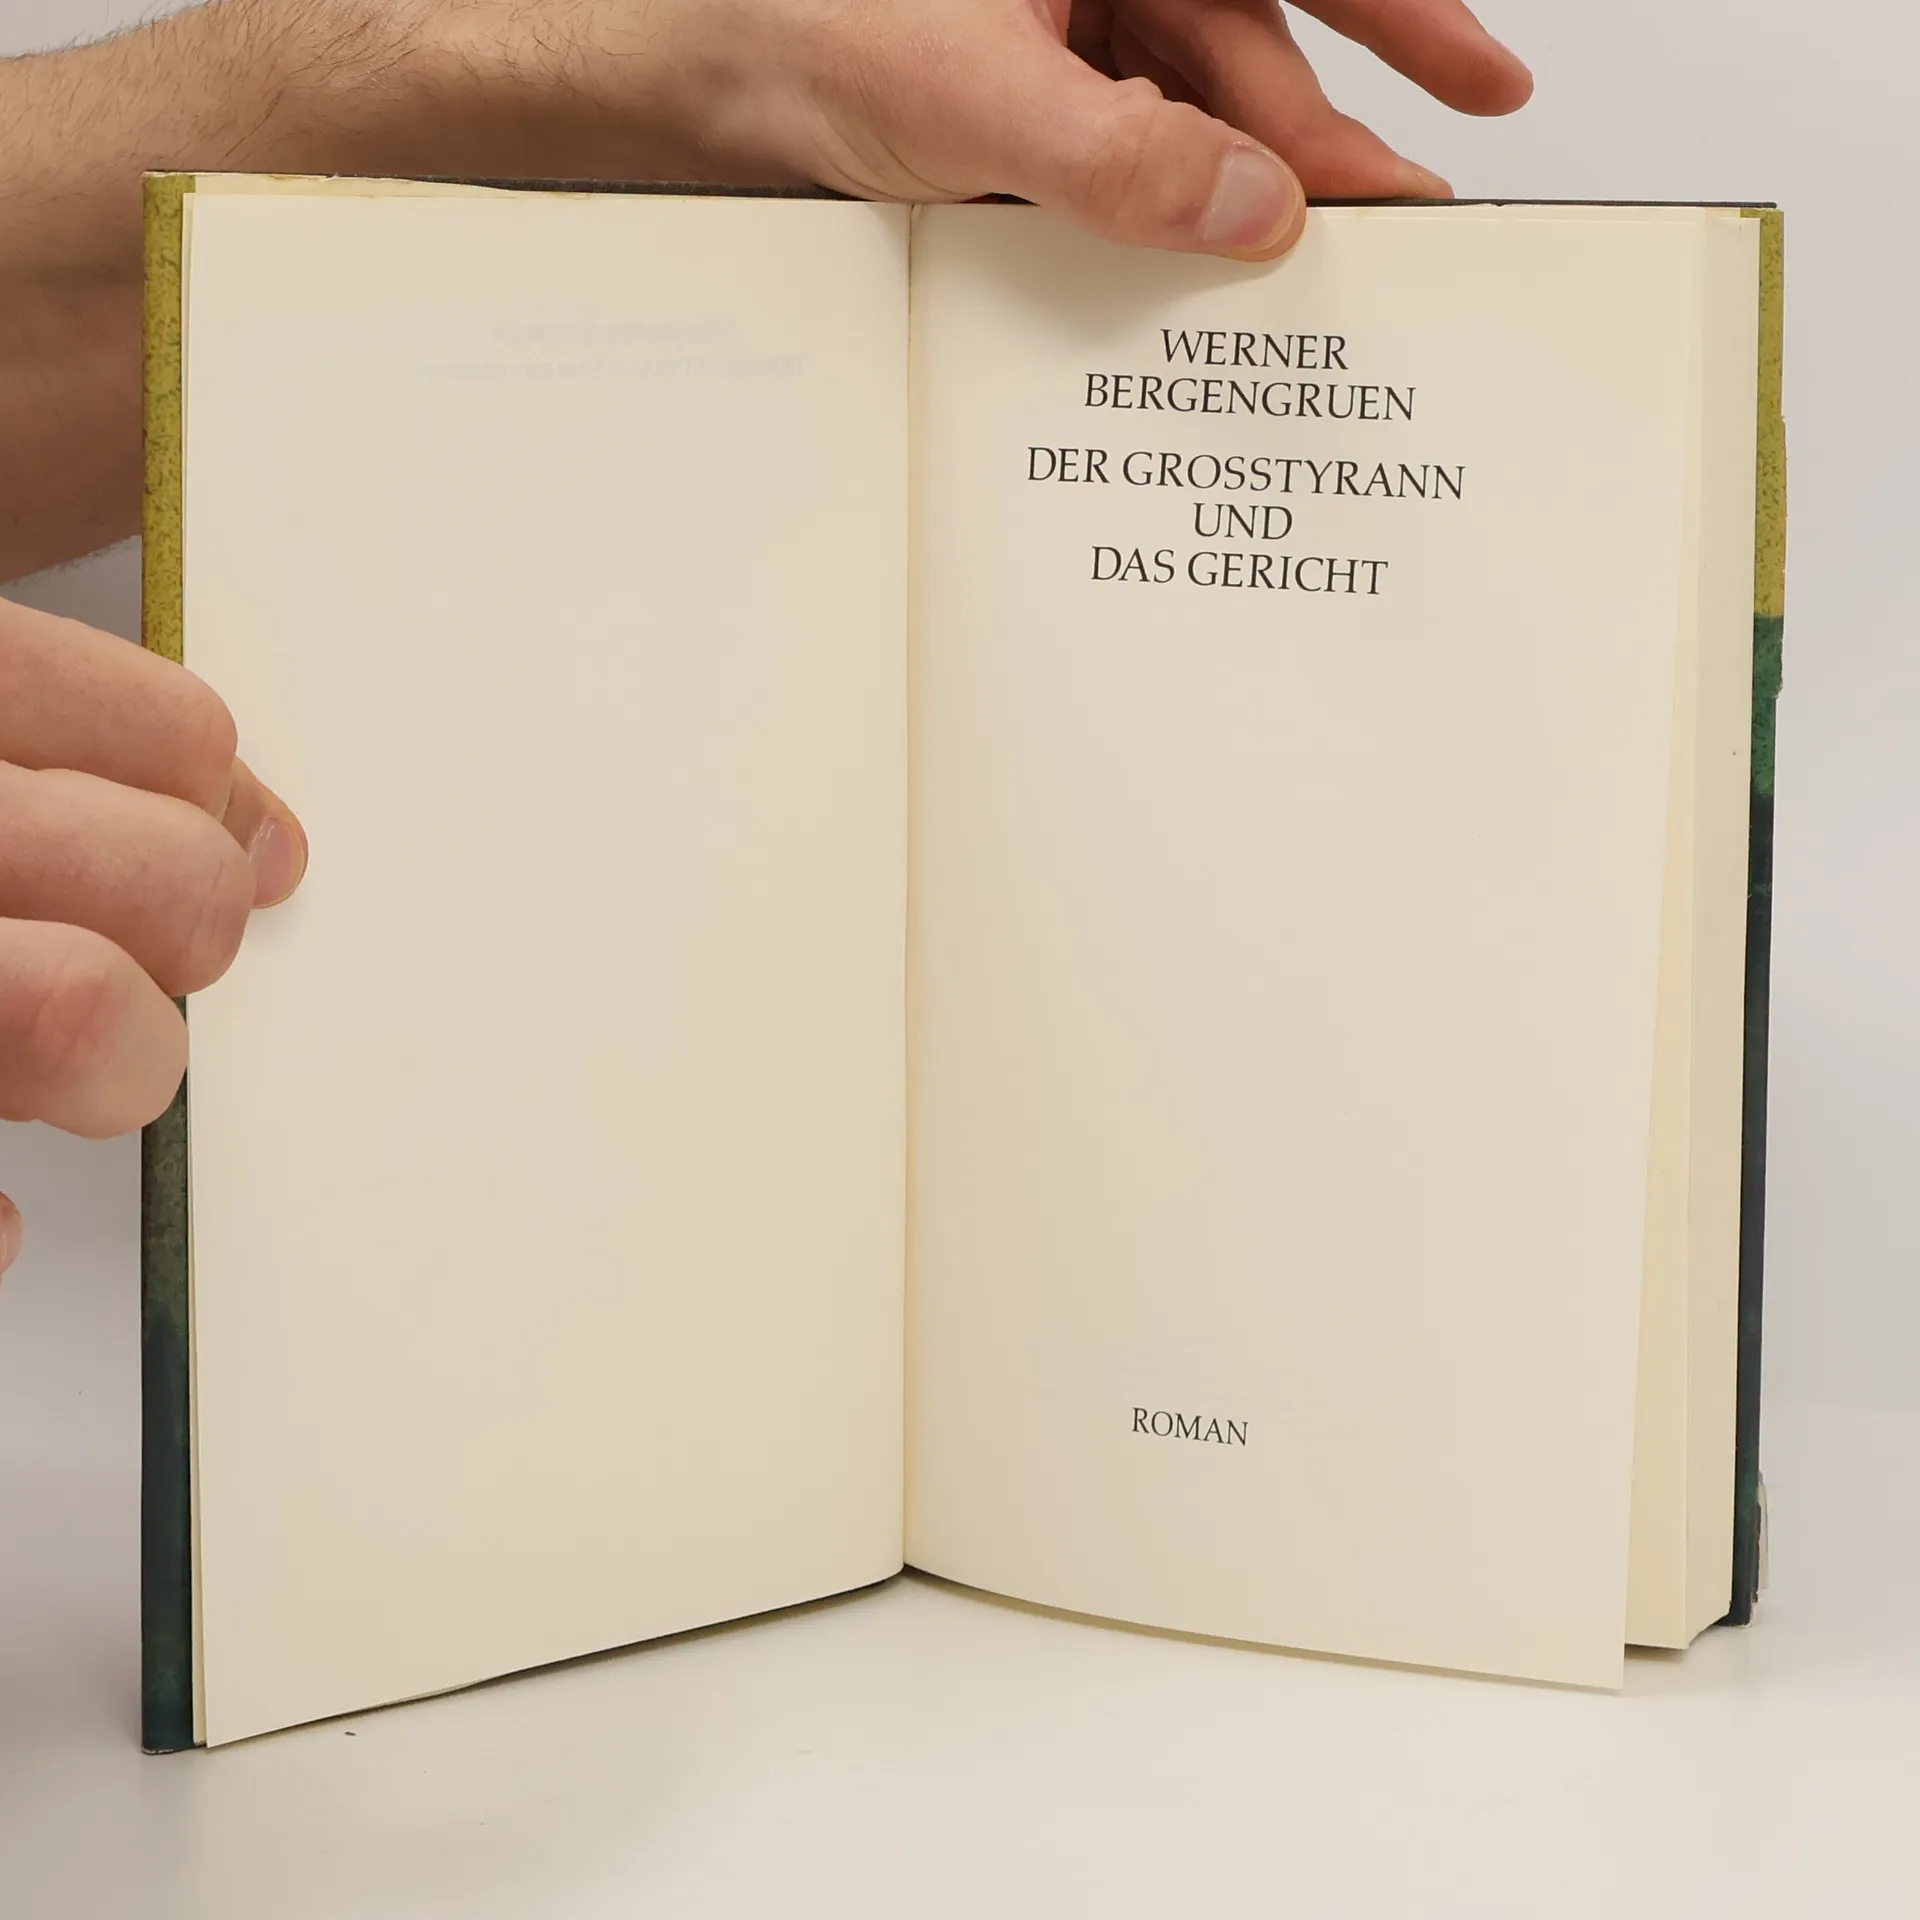 WERNER
BERGENGRUEN
DER GROSSTYRANN
UND
DAS GERICHT
ROMAN